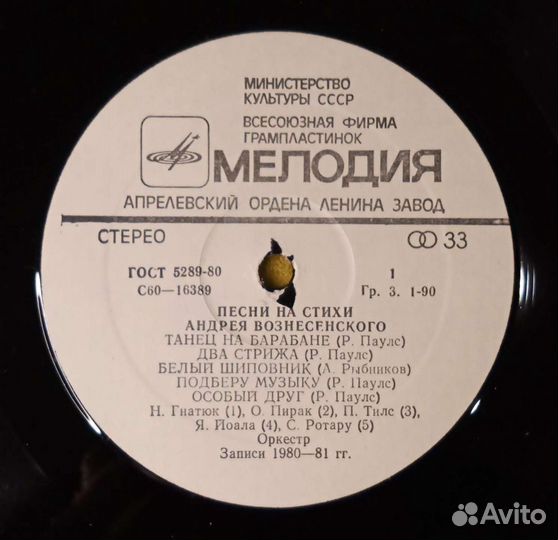 МИНИСТЕРСТВО
КУЛЬТУРЫ СССР
ВСЕСОЮЗНАЯ ФИРМА
ГРАМПЛАСТИНОК
МЕЛОДИЯ
АПРЕЛЕВСКИЙ ОРДЕНА ЛЕНИНА ЗАВОД
СТЕРЕО 33
ГОСТ 5289-80 1
С60—16389 Гр. 3. 1-90
ПЕСНИ НА СТИХИ
АНДРЕЯ ВОЗНЕСЕНСКОГО
ТАНЕЦ НА БАРАБАНЕ (Р. Паулс)
ДВА СТРИЖА (Р. Паулс)
БЕЛЫЙ ШИПОВНИК (А. Рыбников)
ПОДБЕРУ МУЗЫКУ (Р. Паулс)
ОСОБЫЙ ДРУГ (Р. Паулс)
Н. Гнатюк (1), О. Пирак (2), П. Тилс (3),
Я. Йоала (4), С. Ротару (5)
Оркестр
Записи 1980—81 гг.
Avito